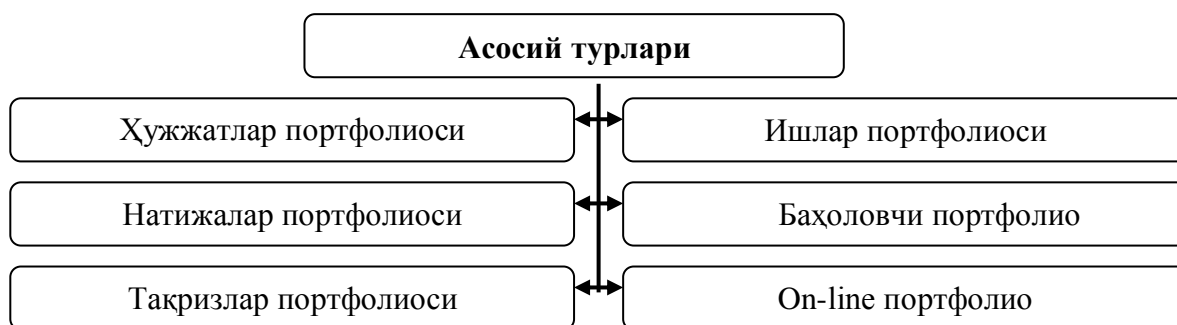 Асосий турлари
Ҳужжатлар портфолиоси
Ишлар портфолиоси
Натижалар портфолиоси
Баҳоловчи портфолио
Тақризлар портфолиоси
On-line портфолио